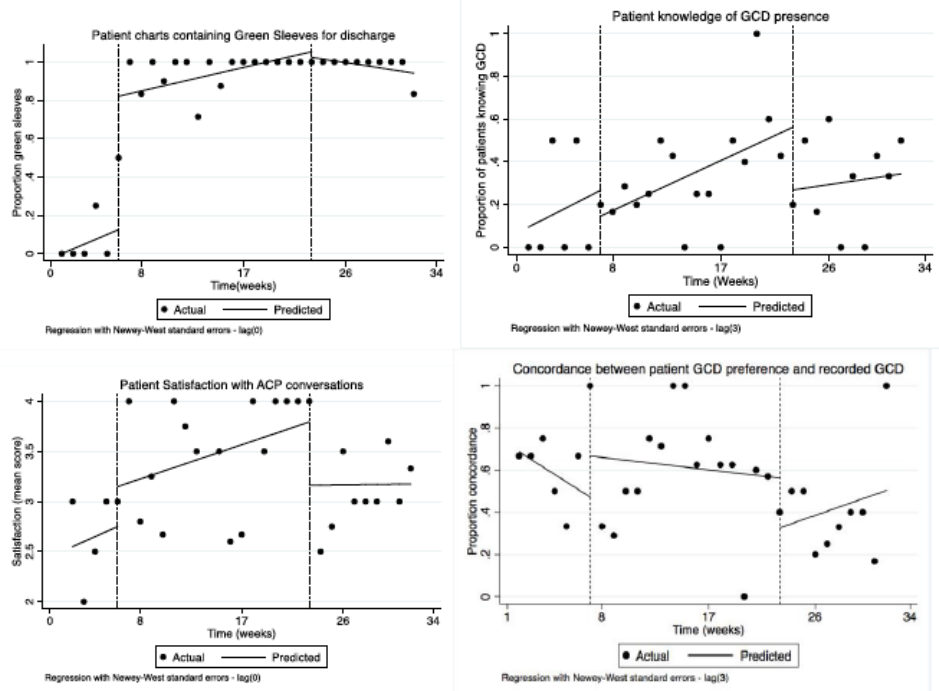 Patient charts containing Green Sleeves for discharge
Proportion green sleeves
1
.8
.6
.4
.2
0
0 8 17 26 34
Time(weeks)
Actual Predicted
Regression with Newey-West standard errors - lag(0)
Patient knowledge of GCD presence
Proportion of patients knowing GCD
1
.8
.6
.4
.2
0
0 8 17 26 34
Time (Weeks)
Actual Predicted
Regression with Newey-West standard errors - lag(3)
Patient Satisfaction with ACP conversations
Satisfaction (mean score)
4
3.5
3
2.5
2
0 8 17 26 34
Time (weeks)
Actual Predicted
Regression with Newey-West standard errors - lag(0)
Concordance between patient GCD preference and recorded GCD
Proportion concordance
1
.8
.6
.4
.2
0
1 8 17 26 34
Time (weeks)
Actual Predicted
Regression with Newey-West standard errors - lag(3)